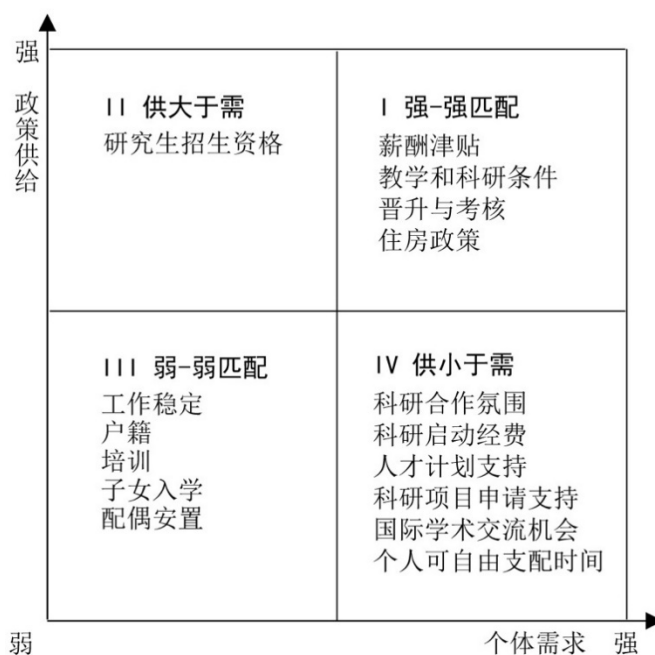 强
政策供给
II 供大于需
研究生招生资格
I 强-强匹配
薪酬津贴
教学和科研条件
晋升与考核
住房政策
III 弱-弱匹配
工作稳定
户籍
培训
子女入学
配偶安置
IV 供小于需
科研合作氛围
科研启动经费
人才计划支持
科研项目申请支持
国际学术交流机会
个人可自由支配时间
弱
个体需求 强